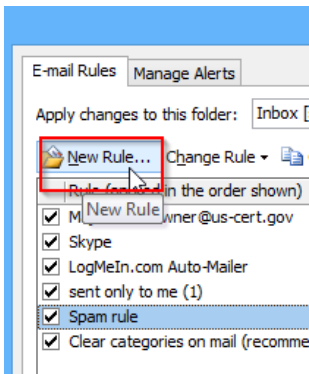 E-mail Rules Manage Alerts
Apply changes to this folder: Inbox [
New Rule... Change Rule
Rule (applied in the order shown)
New Rule
wner@us-cert.gov
Skype
LogMeIn.com Auto-Mailer
sent only to me (1)
Spam rule
Clear categories on mail (recomme